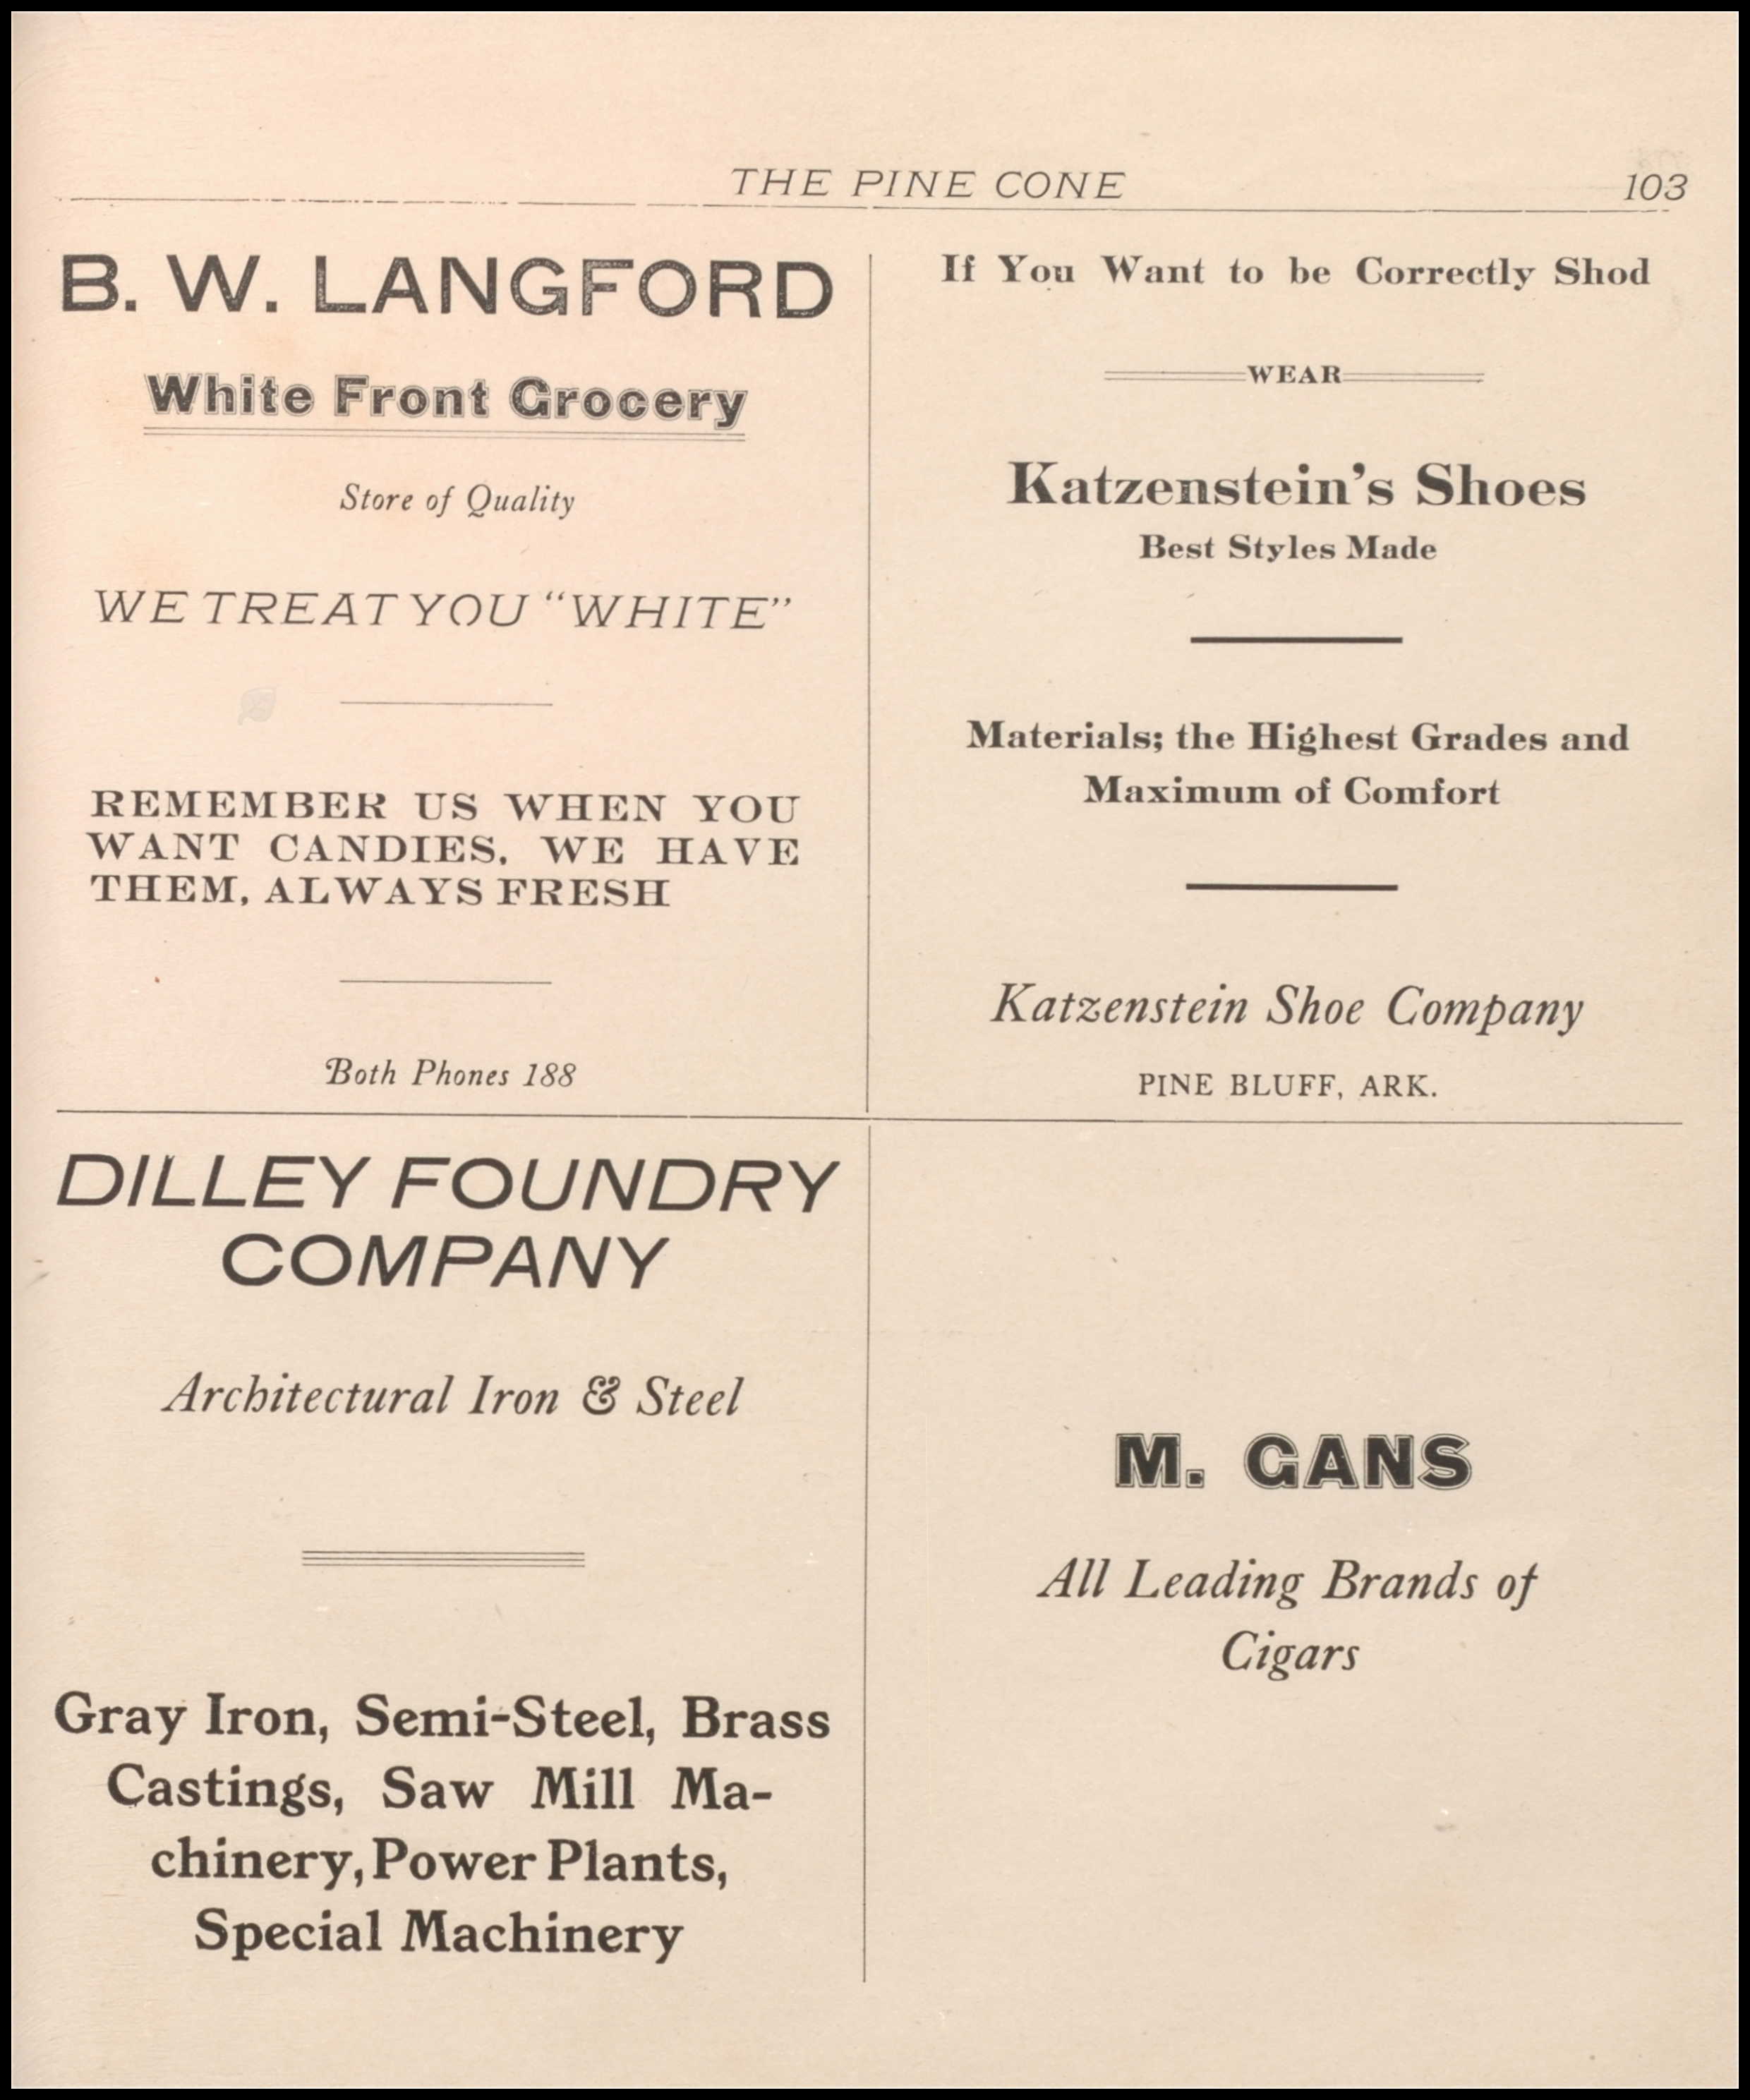 THE PINE CONE 103
B. W. LANGFORD
White Front Grocery
Store of Quality
WE TREAT YOU "WHITE"
REMEMBER US WHEN YOU
WANT CANDIES. WE HAVE
THEM, ALWAYS FRESH
Both Phones 188
If You Want to be Correctly Shod
WEAR
Katzenstein's Shoes
Best Styles Made
Materials; the Highest Grades and
Maximum of Comfort
Katzenstein Shoe Company
PINE BLUFF, ARK.
DILLEY FOUNDRY
COMPANY
Architectural Iron & Steel
Gray Iron, Semi-Steel, Brass
Castings, Saw Mill Ma-
chinery, Power Plants,
Special Machinery
M. GANS
All Leading Brands of
Cigars